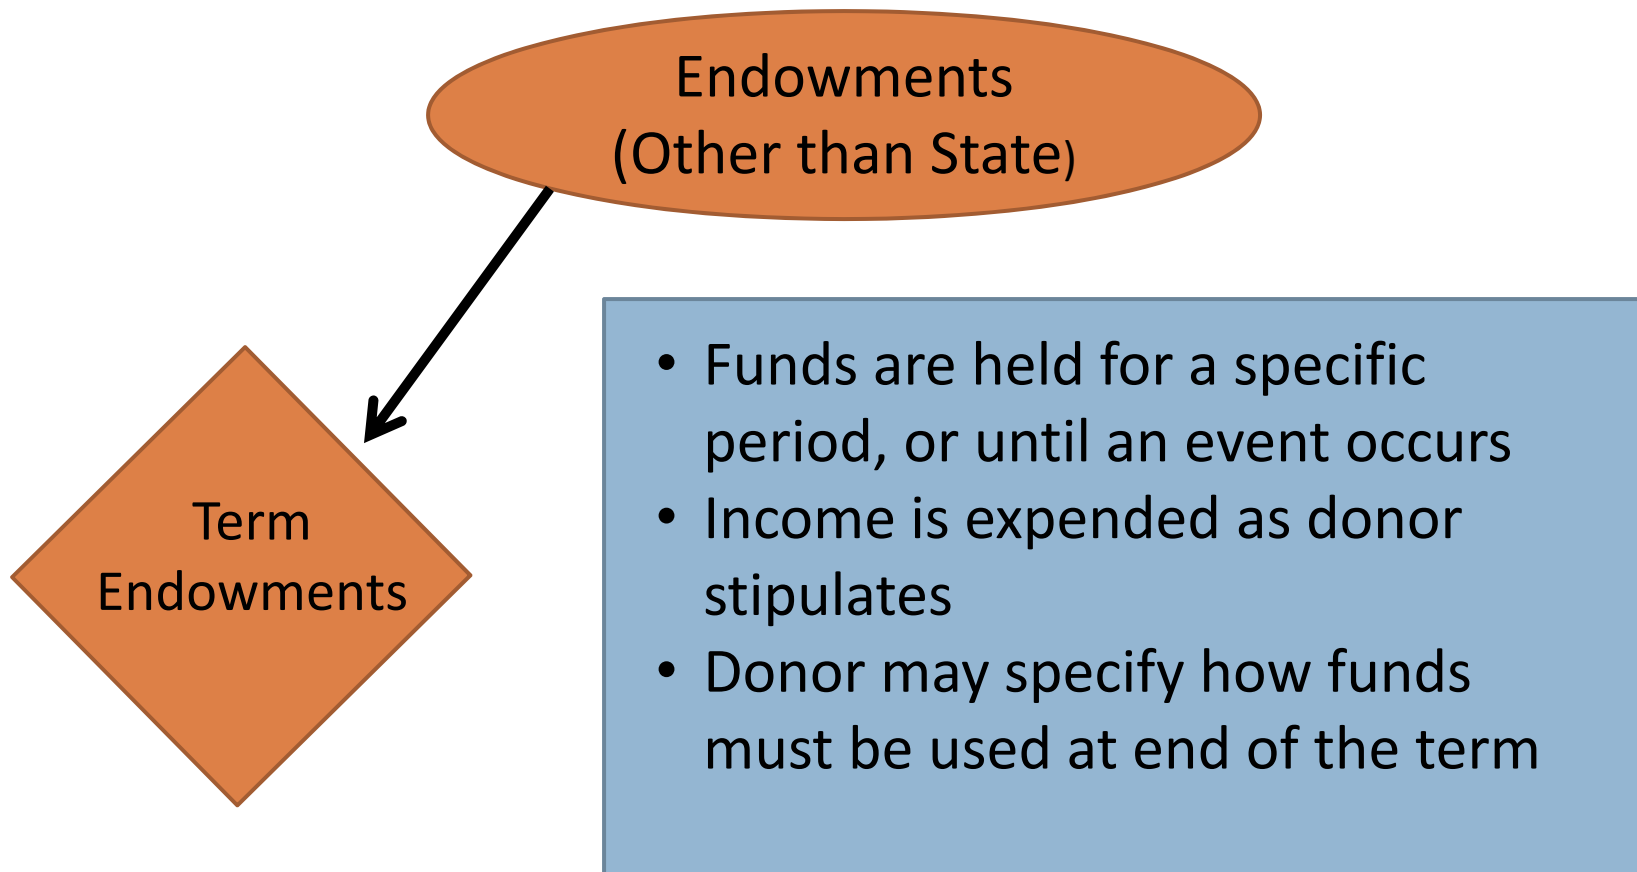 Endowments
(Other than State)
Term
Endowments
• Funds are held for a specific
period, or until an event occurs
• Income is expended as donor
stipulates
• Donor may specify how funds
must be used at end of the term